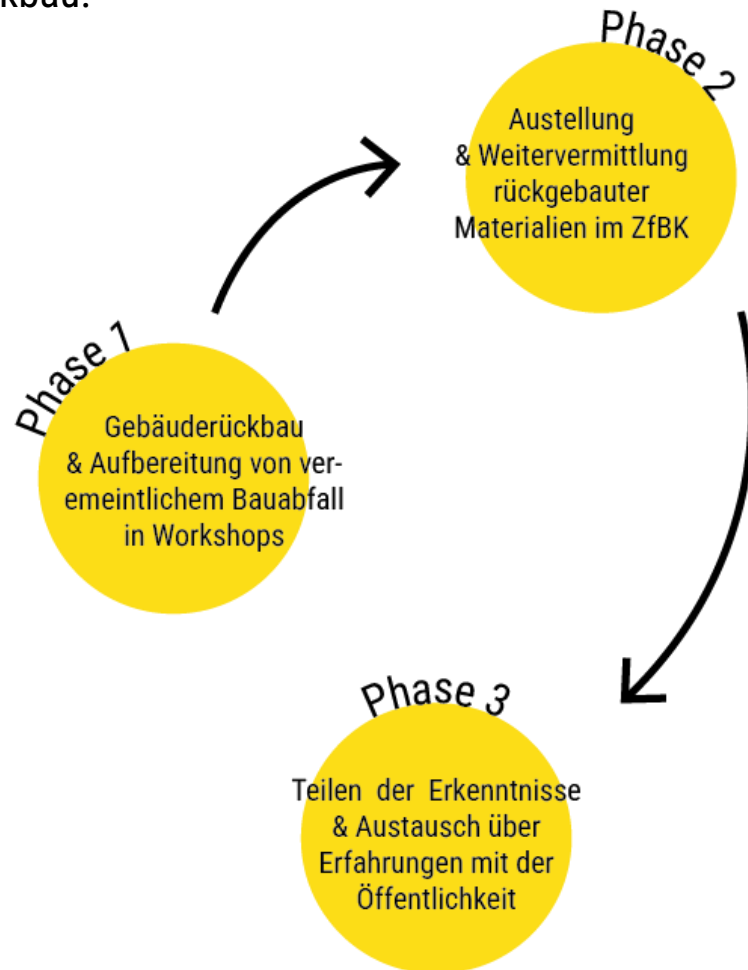 kbau.
Phase 1
Gebäuderückbau
& Aufbereitung von ver-
emeintlichem Bauabfall
in Workshops
Phase 2
Austellung
& Weitervermittlung
rückgebauter
Materialien im ZfBK
Phase 3
Teilen der Erkenntnisse
& Austausch über
Erfahrungen mit der
Öffentlichkeit